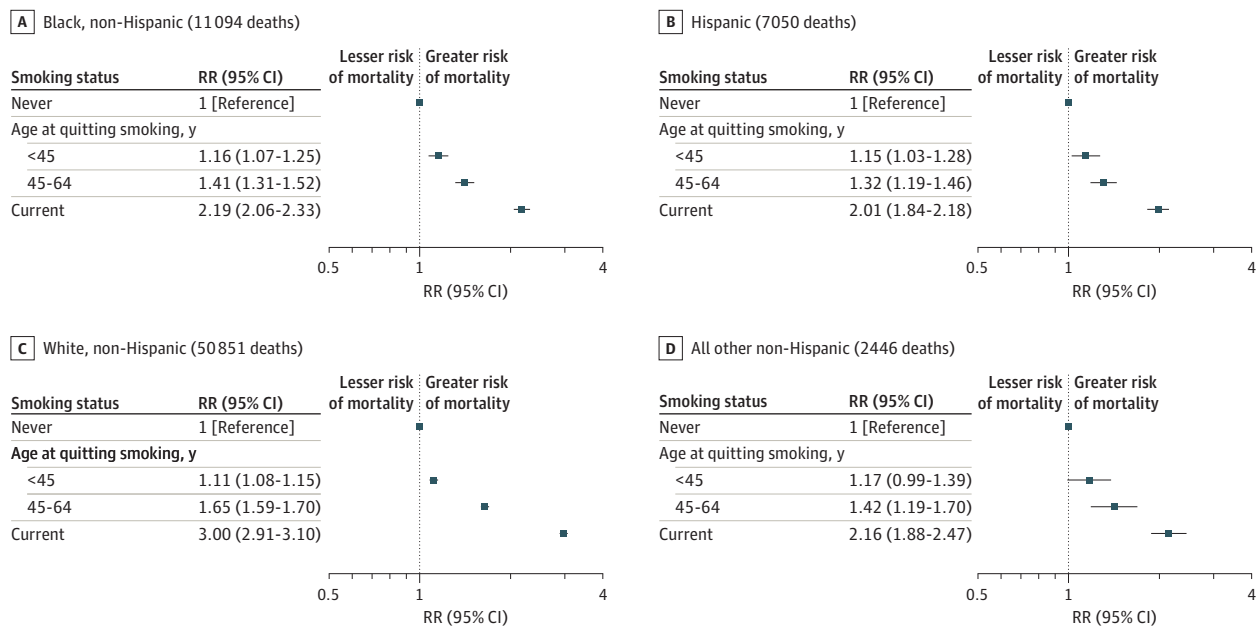 A Black, non-Hispanic (11 094 deaths)
Smoking status RR (95% CI) Lesser risk of mortality Greater risk of mortality
Never 1 [Reference]
Age at quitting smoking, y
<45 1.16 (1.07-1.25)
45-64 1.41 (1.31-1.52)
Current 2.19 (2.06-2.33)
0.5 1 4
RR (95% CI)
B Hispanic (7050 deaths)
Smoking status RR (95% CI) Lesser risk of mortality Greater risk of mortality
Never 1 [Reference]
Age at quitting smoking, y
<45 1.15 (1.03-1.28)
45-64 1.32 (1.19-1.46)
Current 2.01 (1.84-2.18)
0.5 1 4
RR (95% CI)
C White, non-Hispanic (50 851 deaths)
Smoking status RR (95% CI) Lesser risk of mortality Greater risk of mortality
Never 1 [Reference]
Age at quitting smoking, y
<45 1.11 (1.08-1.15)
45-64 1.65 (1.59-1.70)
Current 3.00 (2.91-3.10)
0.5 1 4
RR (95% CI)
D All other non-Hispanic (2446 deaths)
Smoking status RR (95% CI) Lesser risk of mortality Greater risk of mortality
Never 1 [Reference]
Age at quitting smoking, y
<45 1.17 (0.99-1.39)
45-64 1.42 (1.19-1.70)
Current 2.16 (1.88-2.47)
0.5 1 4
RR (95% CI)